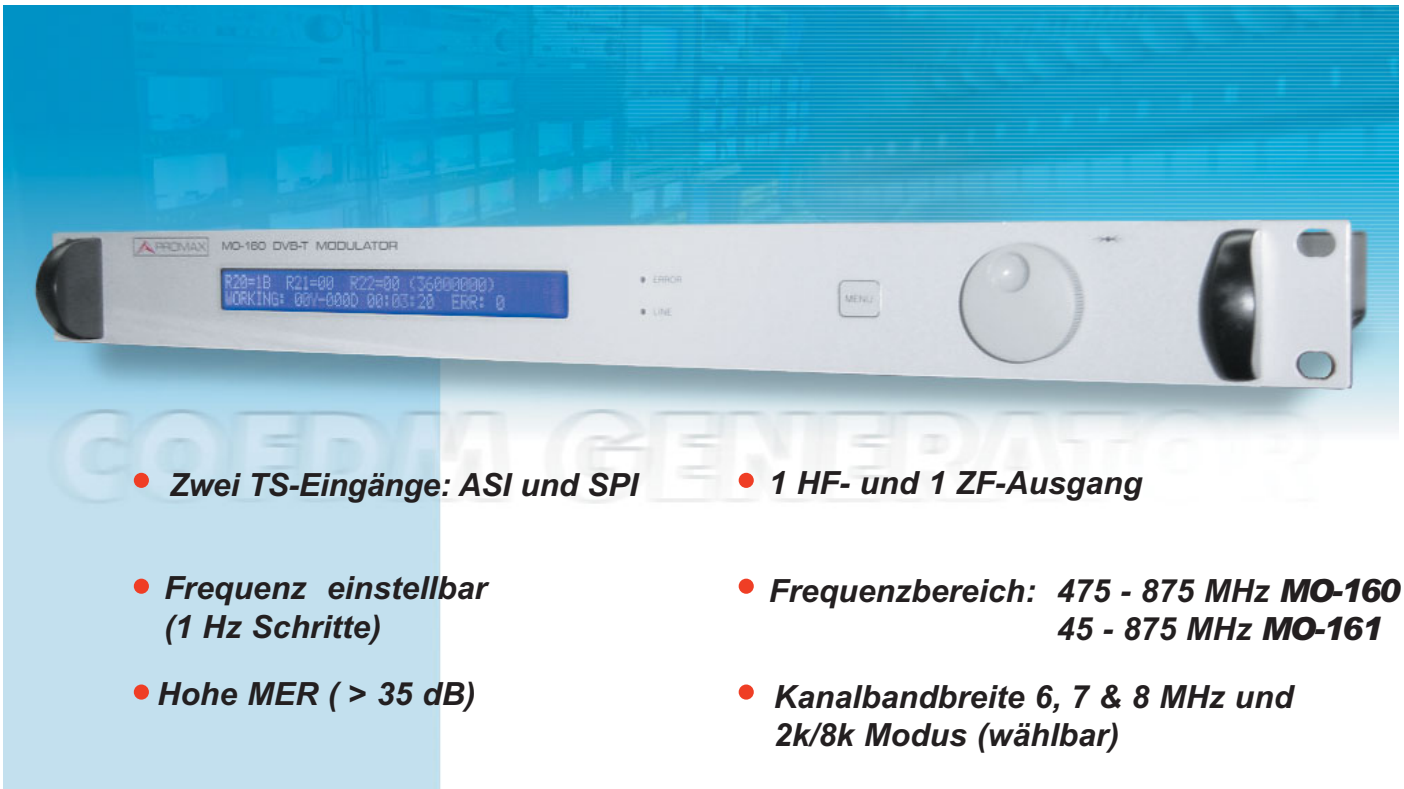 PROMAX MO-160 DVB-T MODULATOR
R20=1B R21=00 R22=00 (36000000)
WORKING: 00Y-000D 00:03:20 ERR: 0
ERROR
LINE
MENU
COFDM GENERATOR
• Zwei TS-Eingänge: ASI und SPI
• 1 HF- und 1 ZF-Ausgang
• Frequenz einstellbar
(1 Hz Schritte)
• Frequenzbereich: 475 - 875 MHz MO-160
45 - 875 MHz MO-161
• Hohe MER ( > 35 dB)
• Kanalbandbreite 6, 7 & 8 MHz und
2k/8k Modus (wählbar)